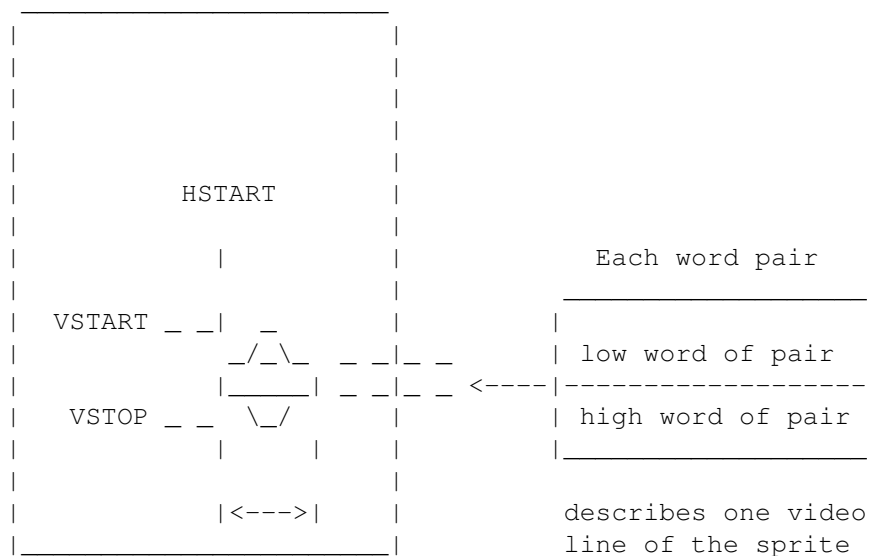 HSTART
Each word pair
VSTART
low word of pair
VSTOP
high word of pair
describes one video
line of the sprite